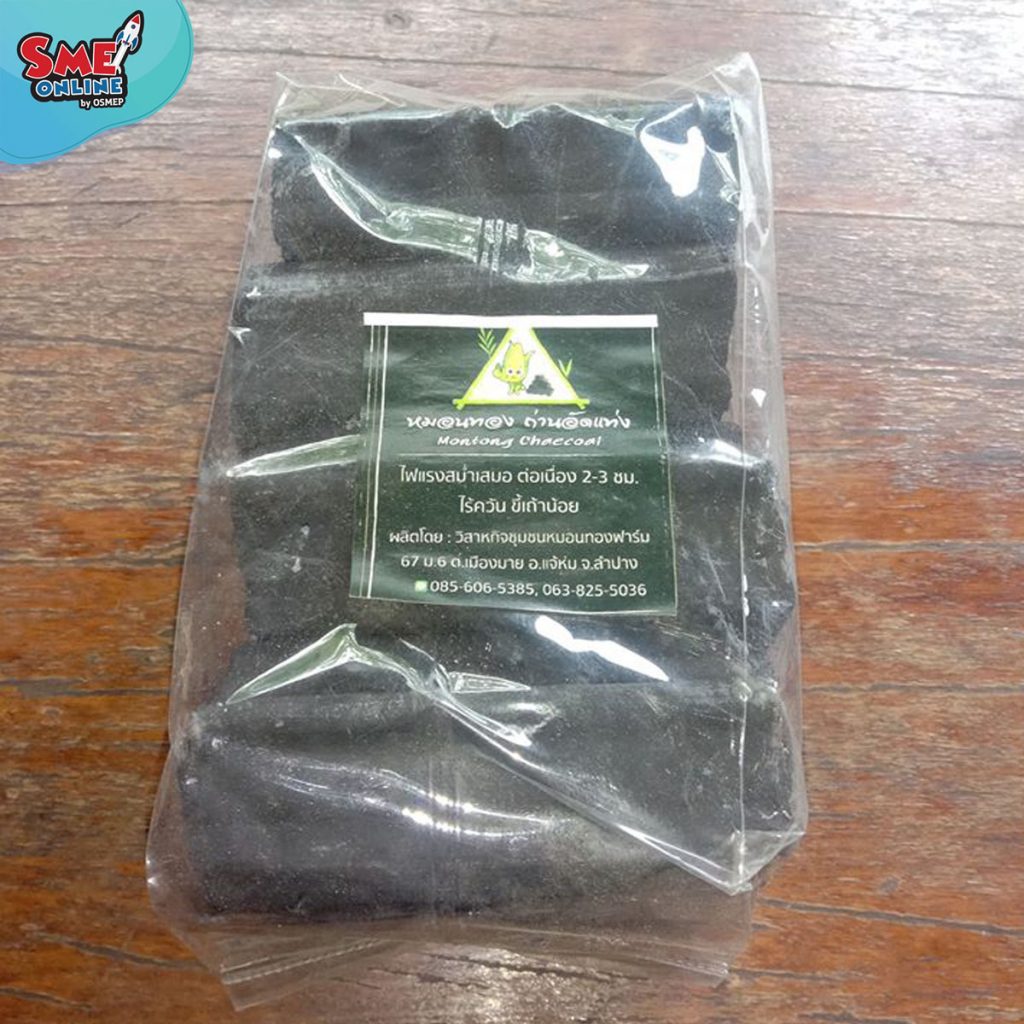 SME
ONLINE
by OSMEP
หมอนทอง ถ่านอัดแท่ง
Montong Chaecoal
ไฟแรงสม่ำเสมอ ต่อเนื่อง 2-3 ชม.
ไร้ควัน ขี้เถ้าน้อย
ผลิตโดย : วิสาหกิจชุมชนหมอนทองฟาร์ม
67 ม.6 ต.เมืองมาย อ.แจ้ห่ม จ.ลำปาง
085-606-5385, 063-825-5036